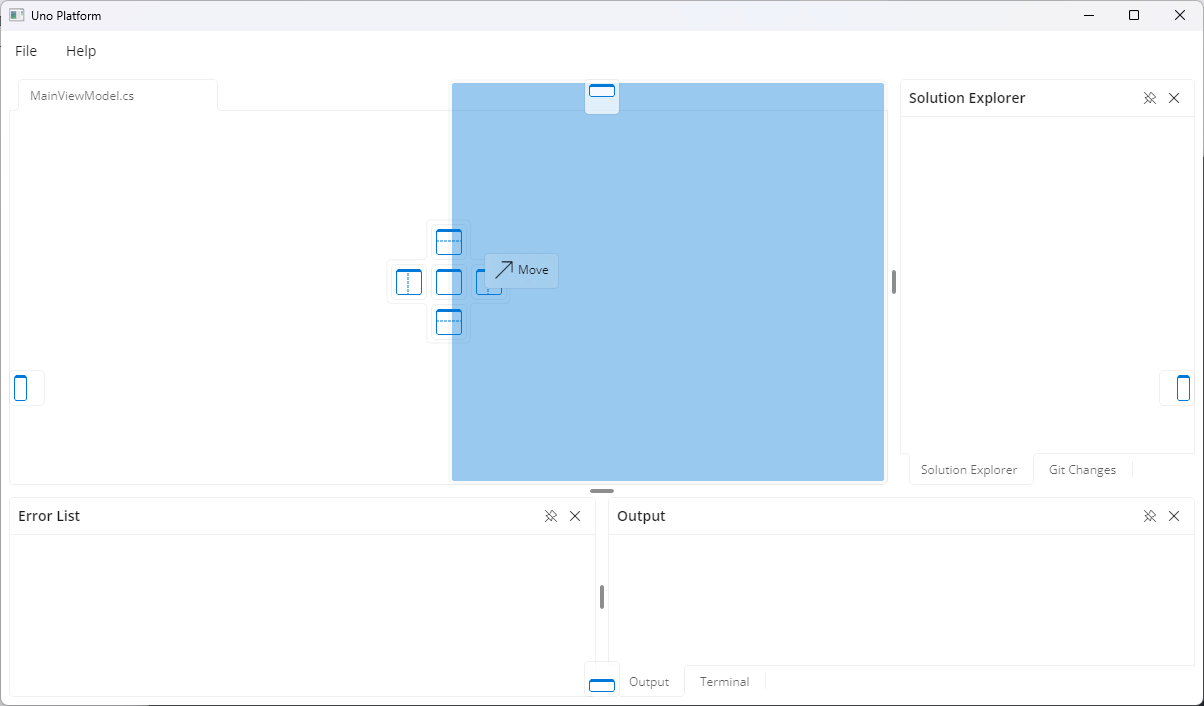 Uno Platform
File Help
MainViewModel.cs
Solution Explorer
Move
Solution Explorer Git Changes
Error List
Output
Output Terminal